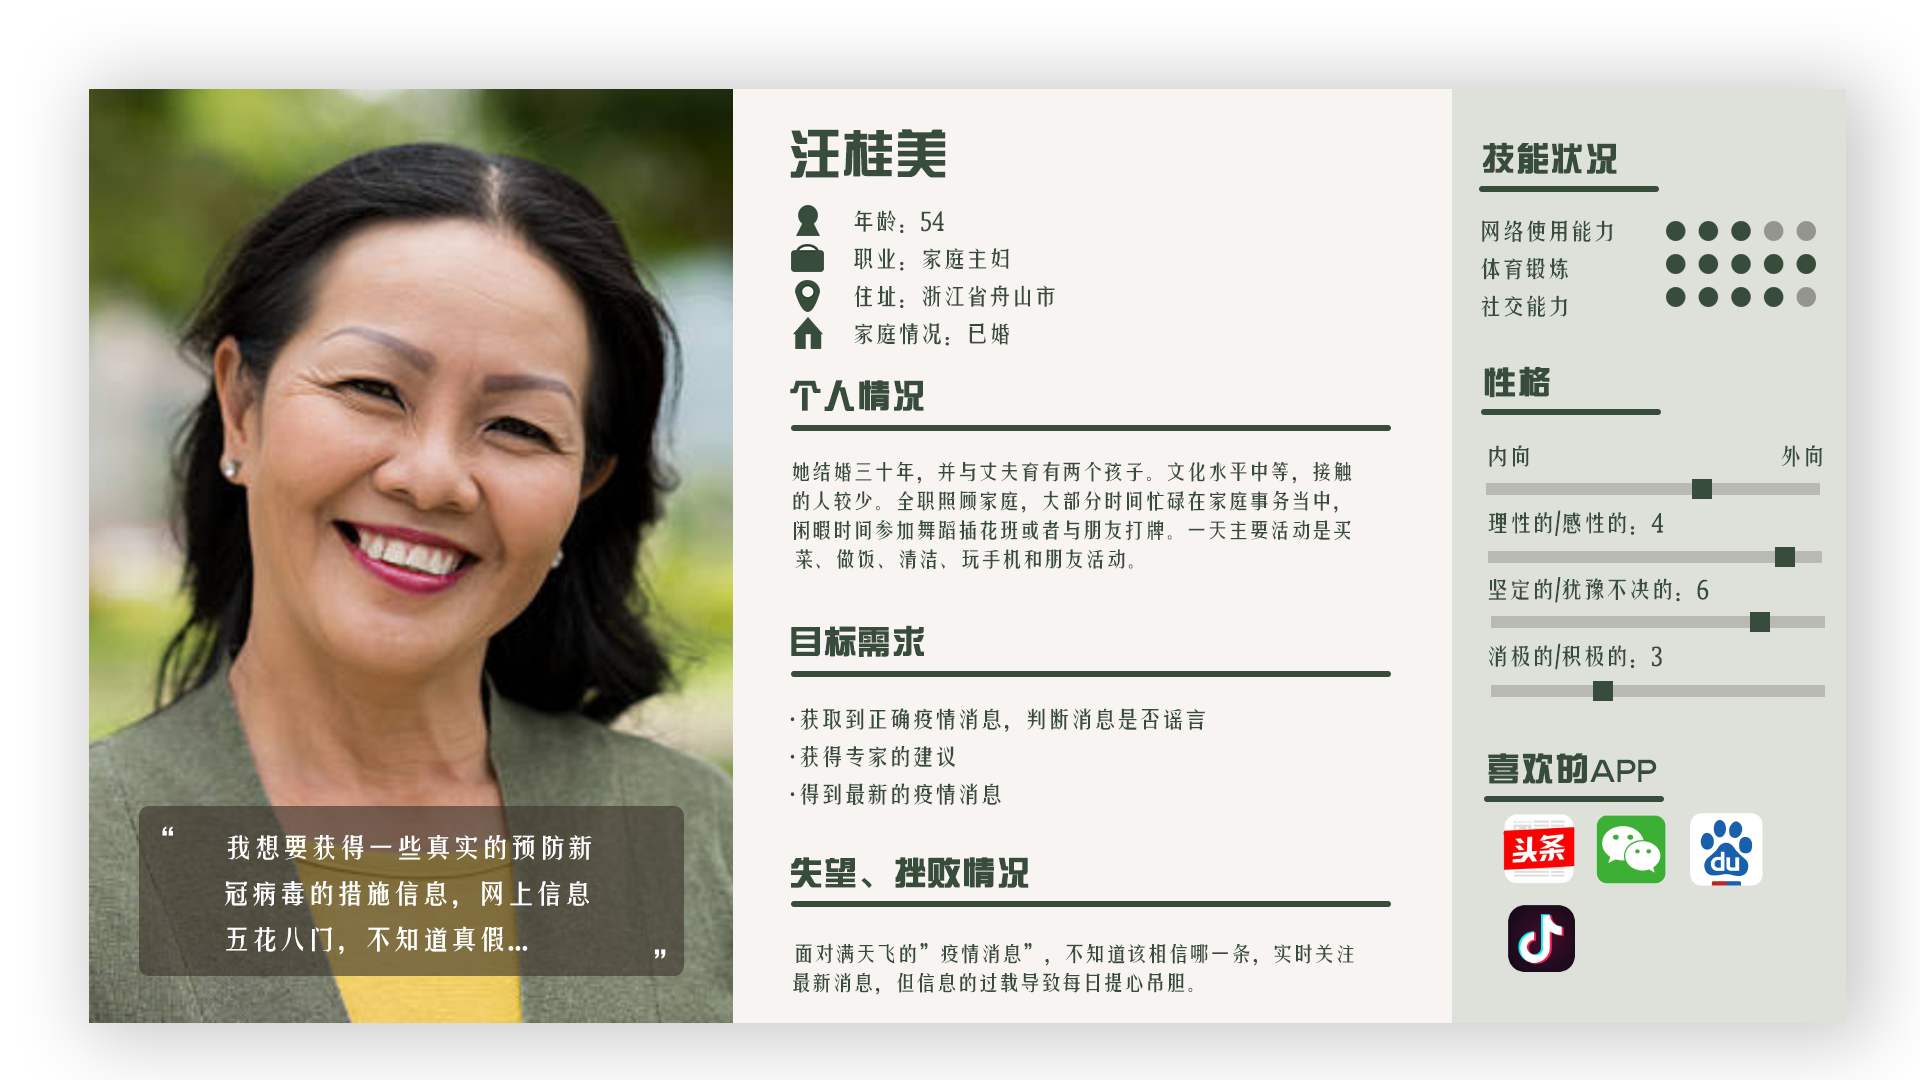 “ 我想要获得一些真实的预防新
冠病毒的措施信息，网上信息
五花八门，不知道真假... ”
汪桂美
年龄：54
职业：家庭主妇
住址：浙江省舟山市
家庭情况：已婚
个人情况
她结婚三十年，并与丈夫育有两个孩子。文化水平中等，接触
的人较少。全职照顾家庭，大部分时间忙碌在家庭事务当中，
闲暇时间参加舞蹈插花班或者与朋友打牌。一天主要活动是买
菜、做饭、清洁、玩手机和朋友活动。
目标需求
·获取到正确疫情消息，判断消息是否谣言
·获得专家的建议
·得到最新的疫情消息
失望、挫败情况
面对满天飞的”疫情消息”，不知道该相信哪一条，实时关注
最新消息，但信息的过载导致每日提心吊胆。
技能状况
网络使用能力
体育锻炼
社交能力
性格
内向 外向
理性的/感性的：4
坚定的/犹豫不决的：6
消极的/积极的：3
喜欢的APP
头条
du